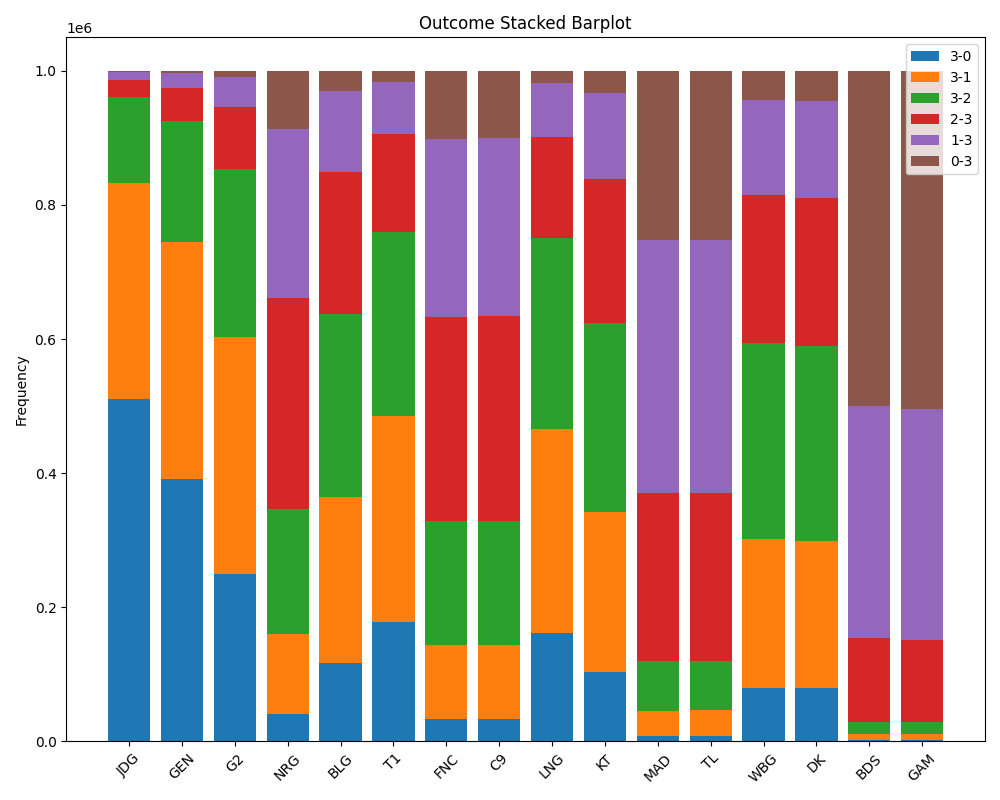 Outcome Stacked Barplot
1e6
1.0
0.8
0.6
0.4
0.2
0.0
Frequency
3-0
3-1
3-2
2-3
1-3
0-3
JDG
GEN
G2
NRG
BLG
T1
FNC
C9
LNG
KT
MAD
TL
WBG
DK
BDS
GAM